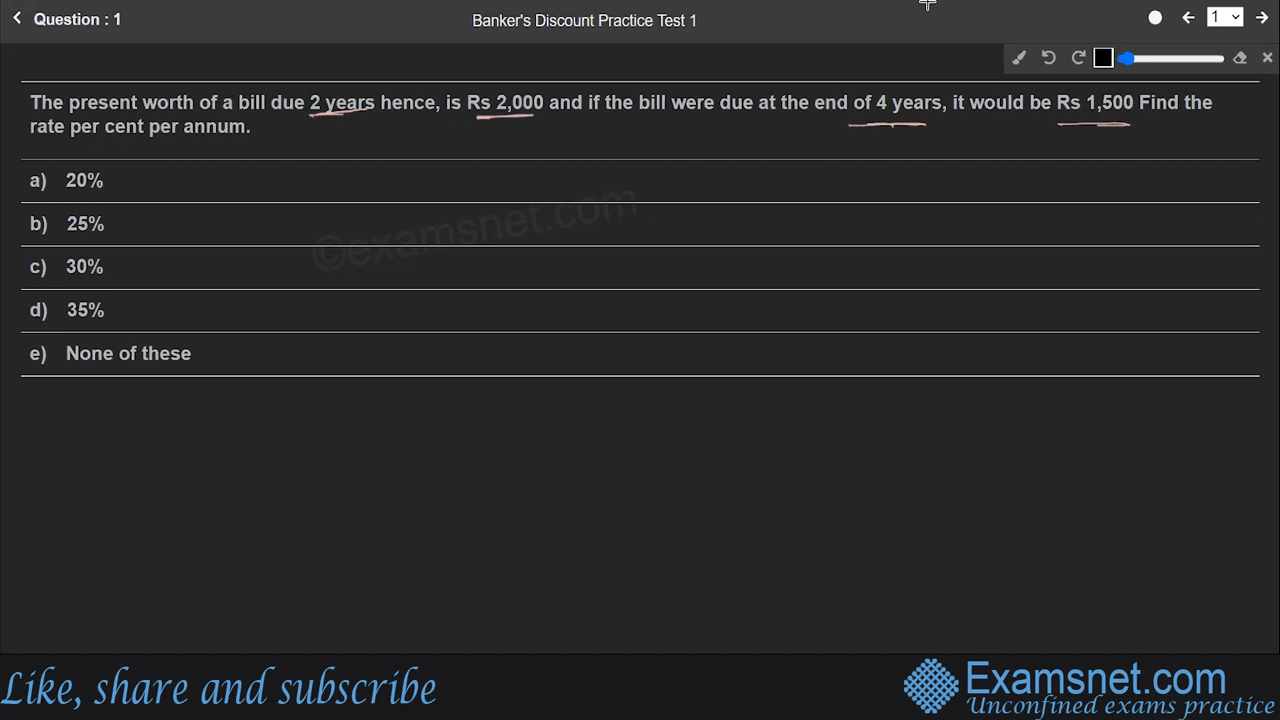 Question : 1
Banker's Discount Practice Test 1
1
The present worth of a bill due 2 years hence, is Rs 2,000 and if the bill were due at the end of 4 years, it would be Rs 1,500 Find the
rate per cent per annum.
a) 20%
©examsnet.com
b) 25%
c) 30%
d) 35%
e) None of these
Like, share and subscribe
Examsnet.com
Unconfined exams practice